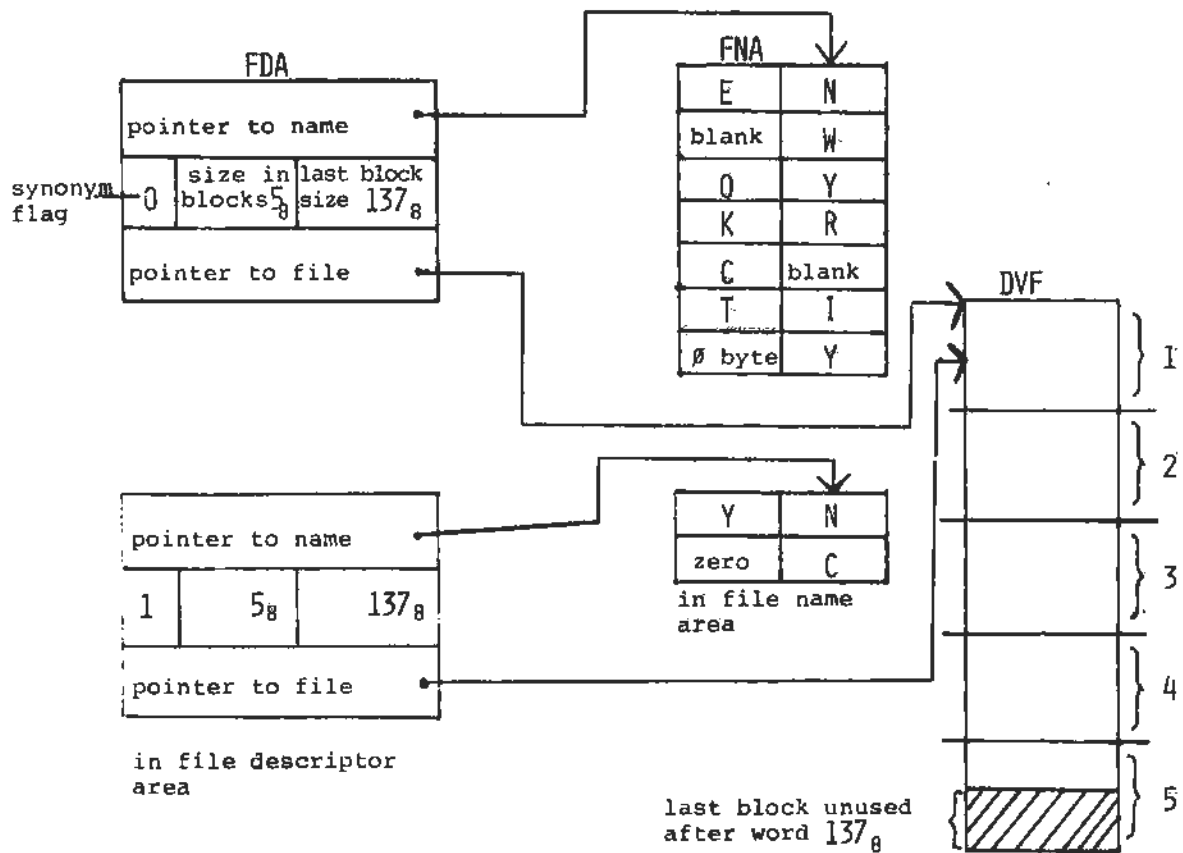 FDA
pointer to name
synonym flag
0
size in blocks 5₈
last block size 137₈
pointer to file
FNA
E N
blank W
O Y
K R
C blank
T I
Ø byte Y
DVF
1
2
3
4
5
pointer to name
1 5₈ 137₈
pointer to file
in file descriptor
area
Y N
zero C
in file name
area
last block unused
after word 137₈